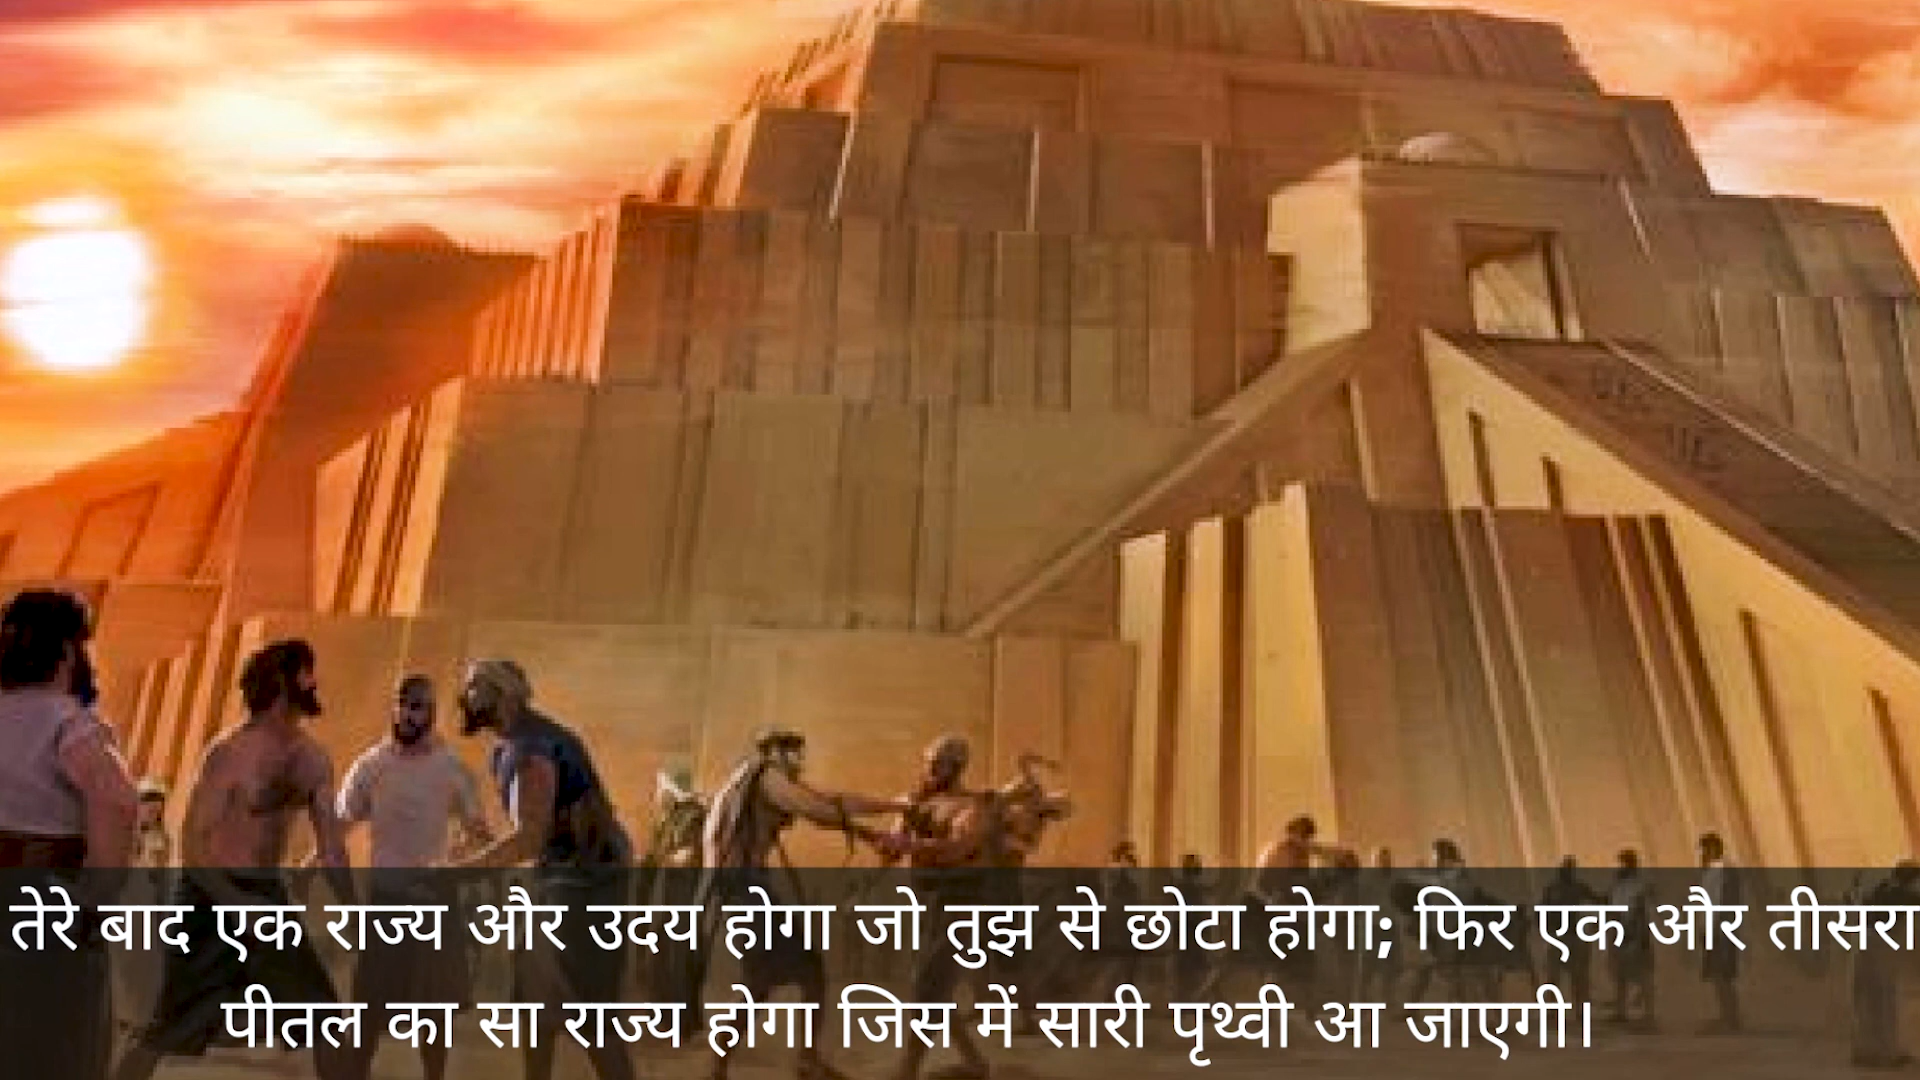 तेरे बाद एक राज्य और उदय होगा जो तुझ से छोटा होगा; फिर एक और तीसरा
पीतल का सा राज्य होगा जिस में सारी पृथ्वी आ जाएगी।